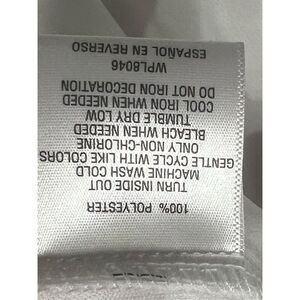 100% POLYESTER
TURN INSIDE OUT
MACHINE WASH COLD
GENTLE CYCLE WITH LIKE COLORS
ONLY NON-CHLORINE
BLEACH WHEN NEEDED
TUMBLE DRY LOW
COOL IRON WHEN NEEDED
DO NOT IRON DECORATION
WPL8046
ESPAÑOL EN REVERSO